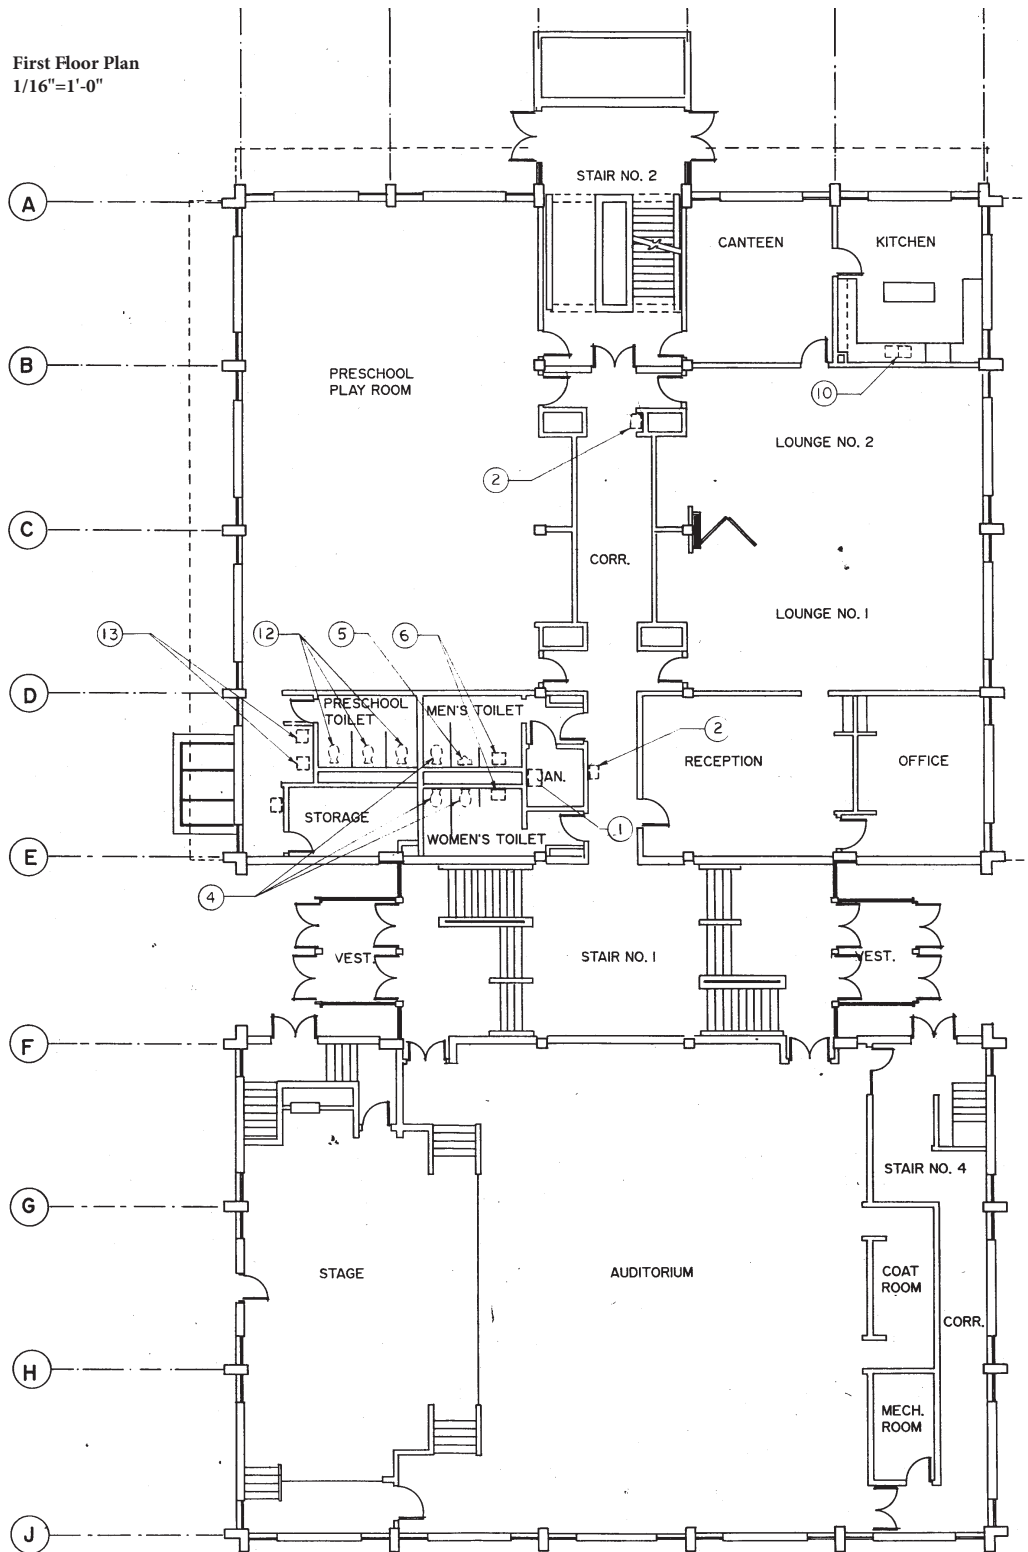 First Floor Plan
1/16"=1'-0"
STAIR NO. 2
A
CANTEEN
KITCHEN
B
PRESCHOOL
PLAY ROOM
10
LOUNGE NO. 2
2
C
CORR.
LOUNGE NO. 1
13
12
5
6
D
PRESCHOOL
TOILET
MEN'S TOILET
2
RECEPTION
OFFICE
JAN.
STORAGE
1
WOMEN'S TOILET
E
4
VEST.
STAIR NO. 1
VEST.
F
STAIR NO. 4
G
STAGE
AUDITORIUM
COAT
ROOM
CORR.
H
MECH.
ROOM
J